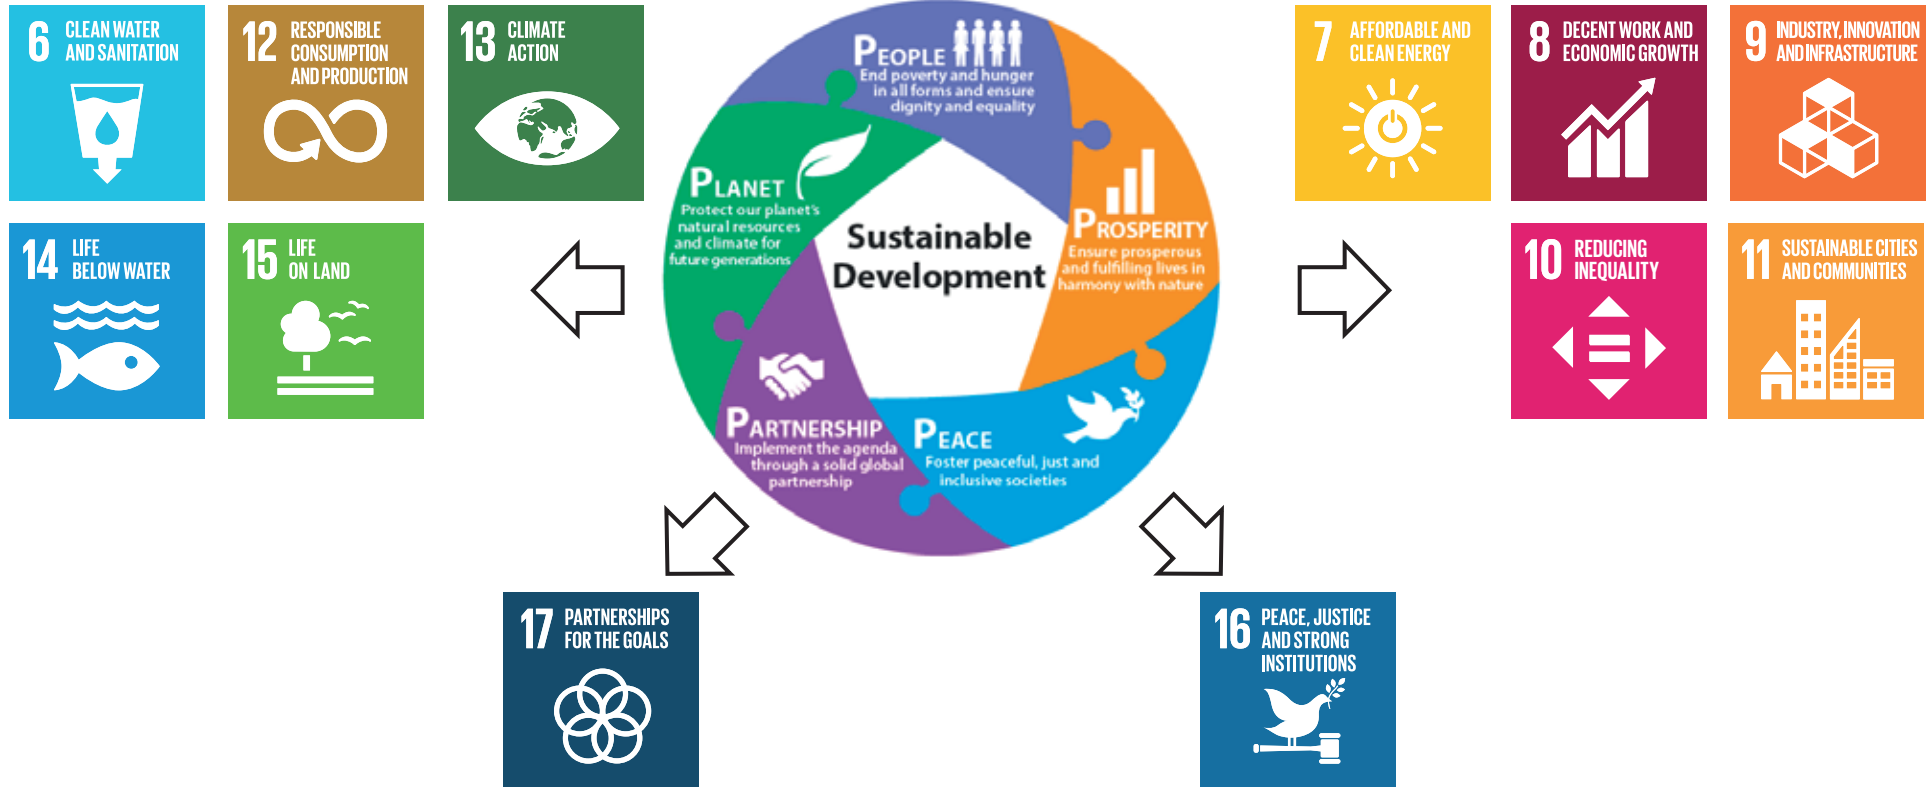 6 CLEAN WATER
AND SANITATION
12 RESPONSIBLE
CONSUMPTION
AND PRODUCTION
13 CLIMATE
ACTION
14 LIFE
BELOW WATER
15 LIFE
ON LAND
PEOPLE
End poverty and hunger
in all forms and ensure
dignity and equality
PLANET
Protect our planet's
natural resources
and climate for
future generations
Sustainable
Development
PROSPERITY
Ensure prosperous
and fulfilling lives in
harmony with nature
PARTNERSHIP
Implement the agenda
through a solid global
partnership
PEACE
Foster peaceful, just and
inclusive societies
7 AFFORDABLE AND
CLEAN ENERGY
8 DECENT WORK AND
ECONOMIC GROWTH
9 INDUSTRY, INNOVATION
AND INFRASTRUCTURE
10 REDUCING
INEQUALITY
11 SUSTAINABLE CITIES
AND COMMUNITIES
17 PARTNERSHIPS
FOR THE GOALS
16 PEACE, JUSTICE
AND STRONG
INSTITUTIONS